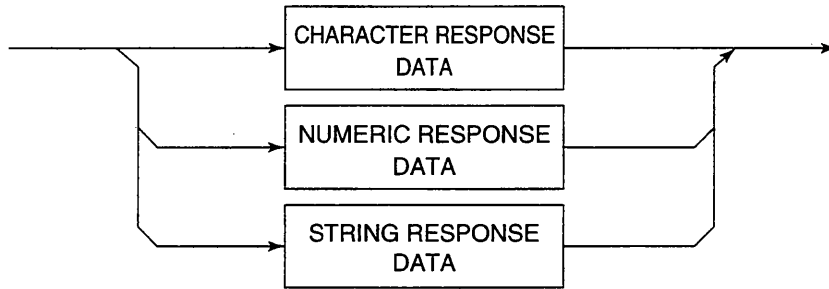 CHARACTER RESPONSE
DATA
NUMERIC RESPONSE
DATA
STRING RESPONSE
DATA